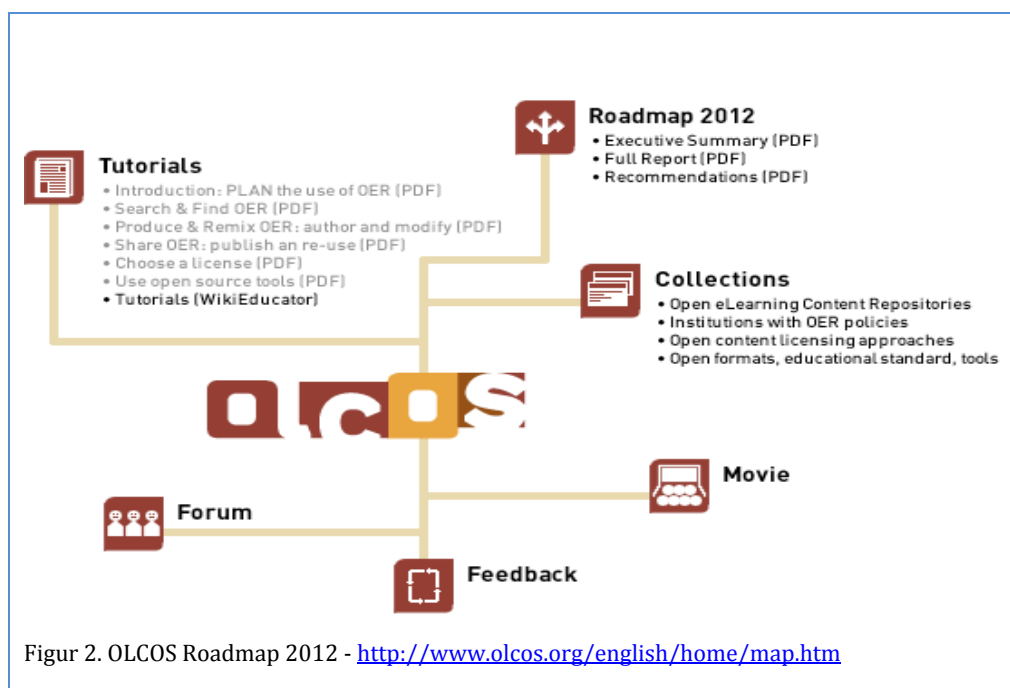 Roadmap 2012
• Executive Summary (PDF)
• Full Report (PDF)
• Recommendations (PDF)
Tutorials
• Introduction: PLAN the use of OER (PDF)
• Search & Find OER (PDF)
• Produce & Remix OER: author and modify (PDF)
• Share OER: publish an re-use (PDF)
• Choose a license (PDF)
• Use open source tools (PDF)
• Tutorials (WikiEducator)
Collections
• Open eLearning Content Repositories
• Institutions with OER policies
• Open content licensing approaches
• Open formats, educational standard, tools
OLCOS
Movie
Forum
Feedback
Figur 2. OLCOS Roadmap 2012 - http://www.olcos.org/english/home/map.htm